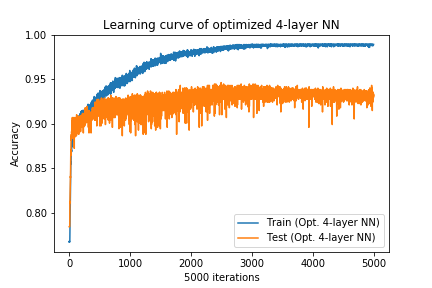 Learning curve of optimized 4-layer NN
1.00
0.95
0.90
0.85
0.80
Accuracy
0
1000
2000
3000
4000
5000
5000 iterations
Train (Opt. 4-layer NN)
Test (Opt. 4-layer NN)